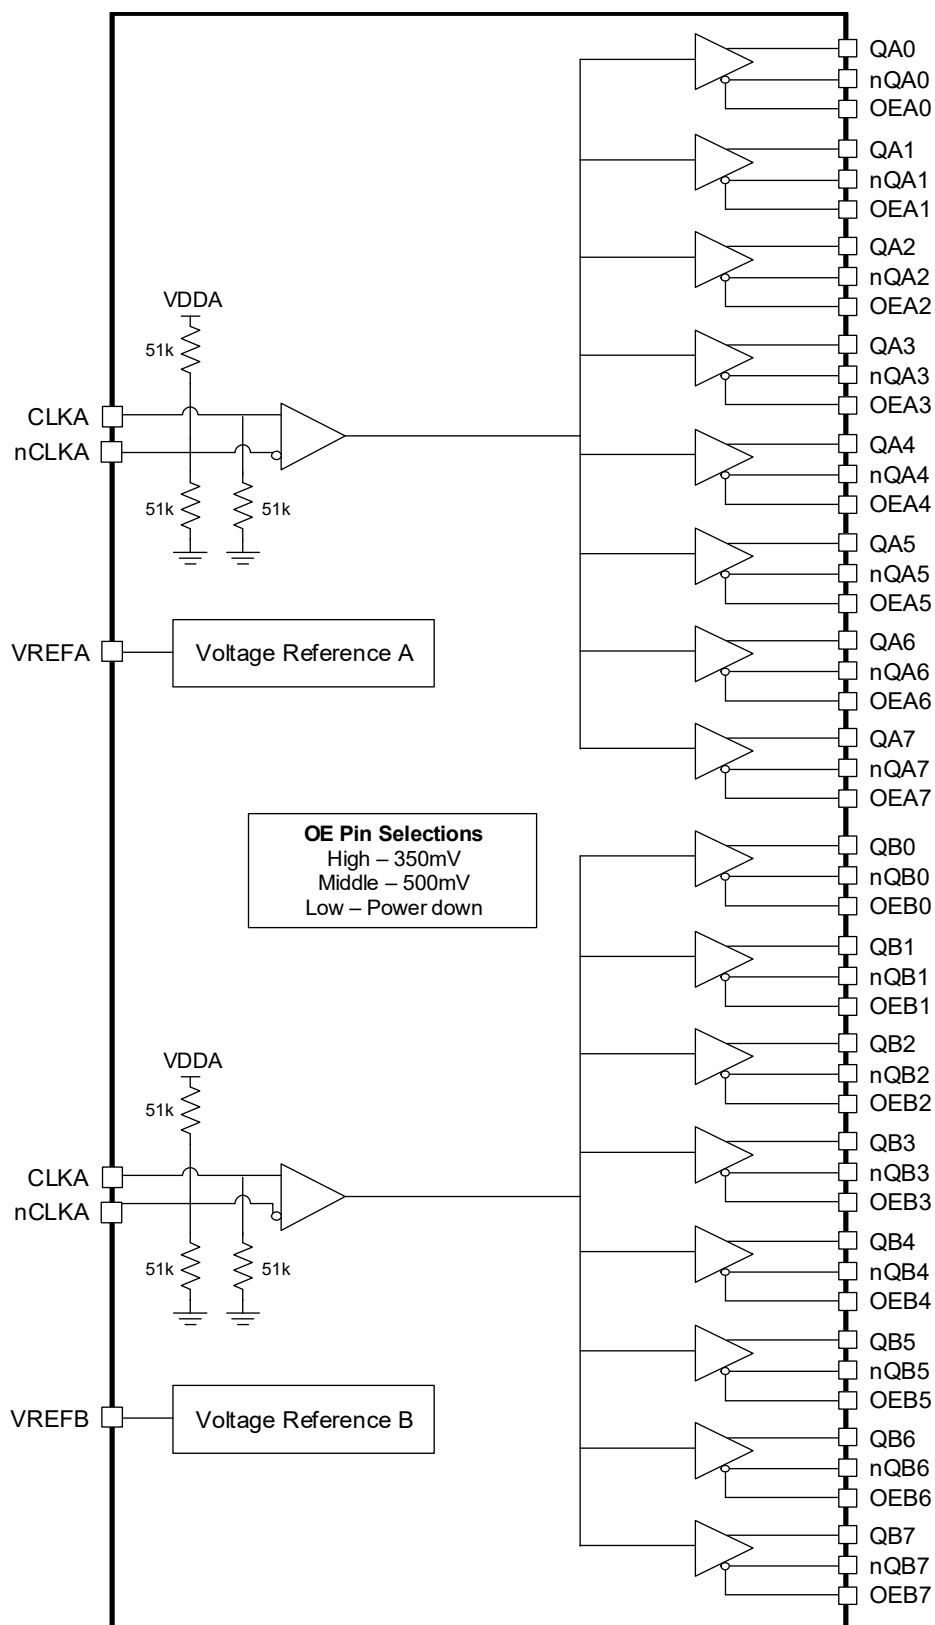 QA0
nQA0
OEA0
QA1
nQA1
OEA1
QA2
nQA2
OEA2
VDDA
51k
QA3
nQA3
OEA3
CLKA
nCLKA
QA4
nQA4
OEA4
51k
51k
QA5
nQA5
OEA5
VREFA
Voltage Reference A
QA6
nQA6
OEA6
QA7
nQA7
OEA7
OE Pin Selections
High – 350mV
Middle – 500mV
Low – Power down
QB0
nQB0
OEB0
QB1
nQB1
OEB1
QB2
nQB2
OEB2
VDDA
51k
QB3
nQB3
OEB3
CLKA
nCLKA
QB4
nQB4
OEB4
51k
51k
QB5
nQB5
OEB5
VREFB
Voltage Reference B
QB6
nQB6
OEB6
QB7
nQB7
OEB7